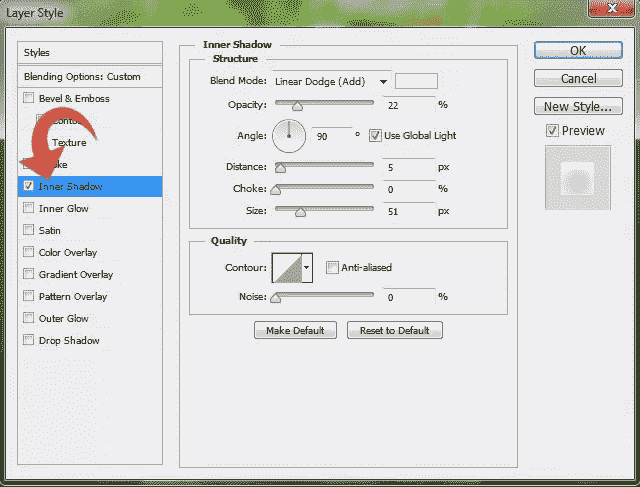 Layer Style
Styles
Blending Options: Custom
Bevel & Emboss
Texture
Inner Shadow
Inner Glow
Satin
Color Overlay
Gradient Overlay
Pattern Overlay
Outer Glow
Drop Shadow
Inner Shadow
Structure
Blend Mode: Linear Dodge (Add)
Opacity: 22 %
Angle: 90 ° Use Global Light
Distance: 5 px
Choke: 0 %
Size: 51 px
Quality
Contour: Anti-aliased
Noise: 0 %
Make Default Reset to Default
OK
Cancel
New Style...
Preview